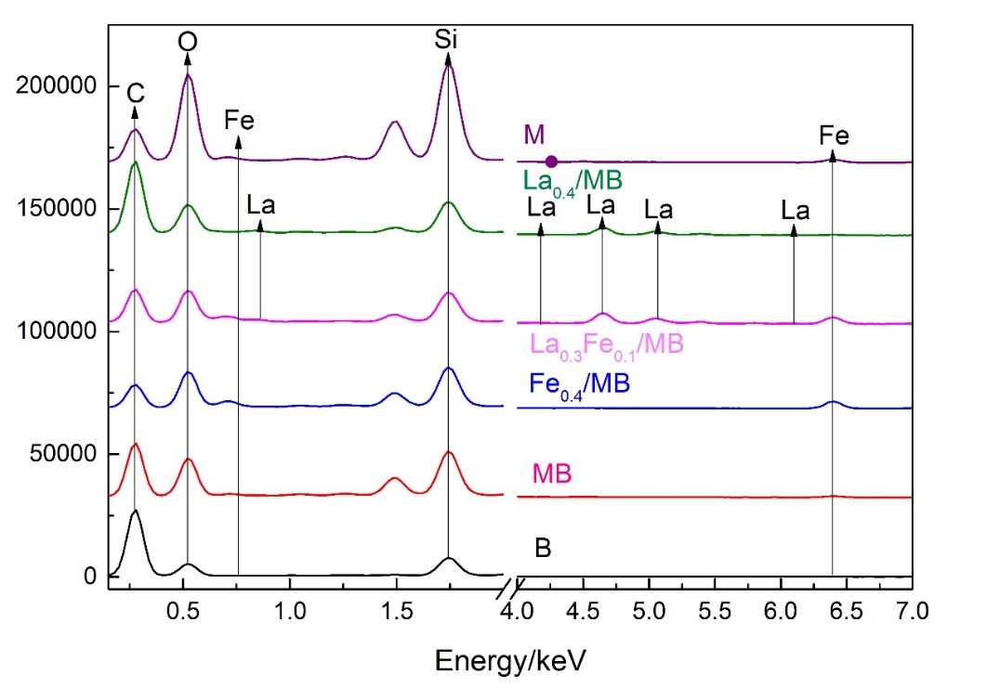 Si
O
200000
C
Fe
M
Fe
La0.4/MB
150000
La
La
La
La
La
100000
La0.3Fe0.1/MB
Fe0.4/MB
50000
MB
B
0
0.5 1.0 1.5 4.0 4.5 5.0 5.5 6.0 6.5 7.0
Energy/keV